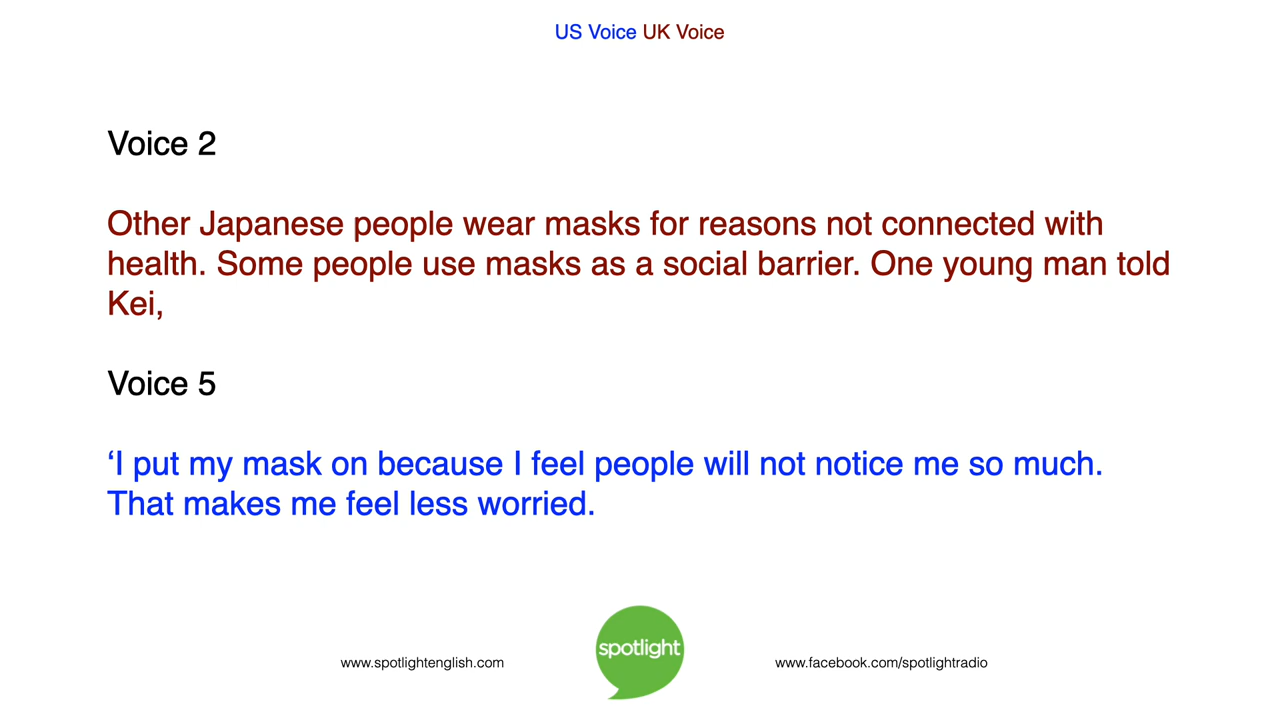 US Voice UK Voice
Voice 2
Other Japanese people wear masks for reasons not connected with
health. Some people use masks as a social barrier. One young man told
Kei,
Voice 5
‘I put my mask on because I feel people will not notice me so much.
That makes me feel less worried.
spotlight
www.spotlightenglish.com
www.facebook.com/spotlightradio